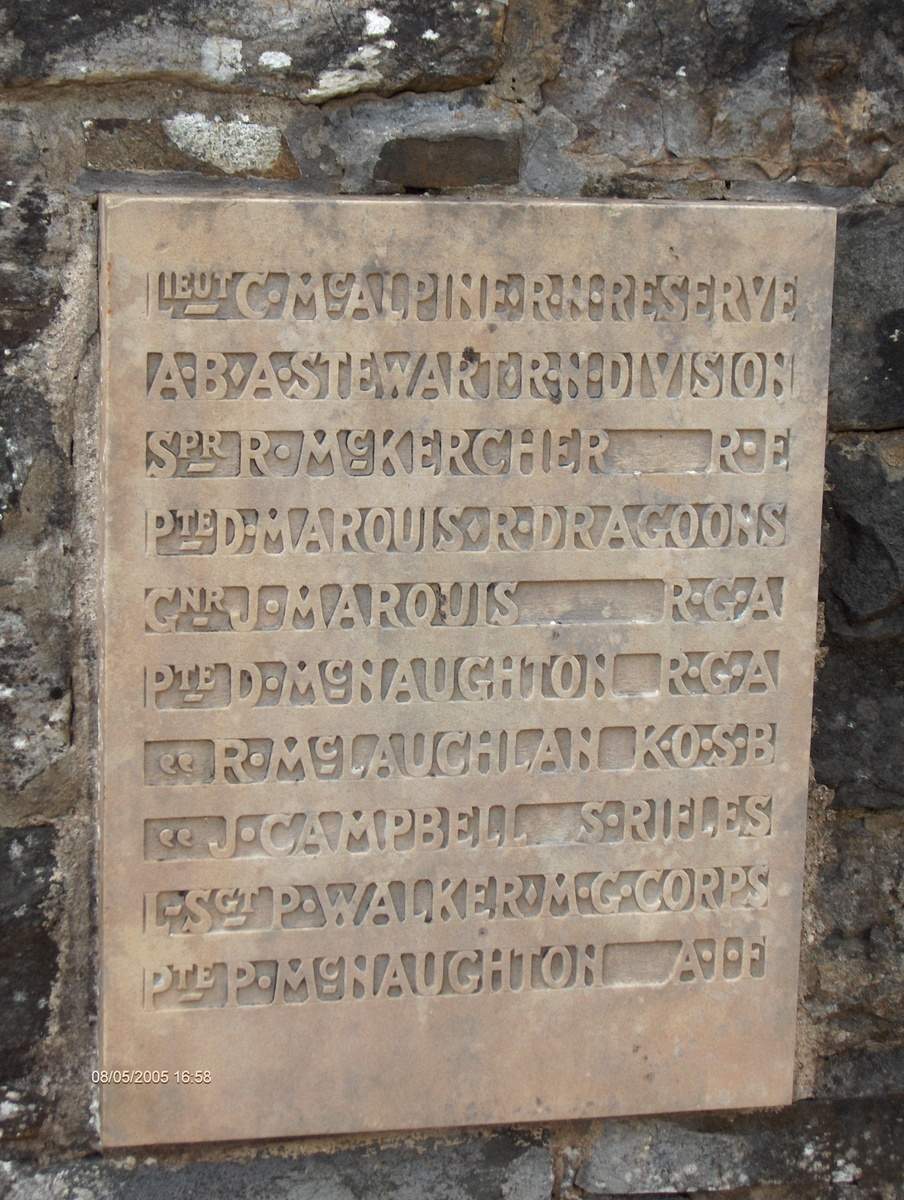 LIEUT C·McALPINE·R·N·RESERVE
A·B·A·STEWART·R·N·DIVISION
SPR R·McKERCHER R·E
PTE D·MARQUIS·R·DRAGOONS
GNR J·MARQUIS R·G·A
PTE D·McNAUGHTON R·G·A
“ R·McLAUCHLAN K·O·S·B
“ J·CAMPBELL S·RIFLES
L-SGT P·WALKER·M·G·CORPS
PTE P·McNAUGHTON A·I·F
08/05/2005 16:58